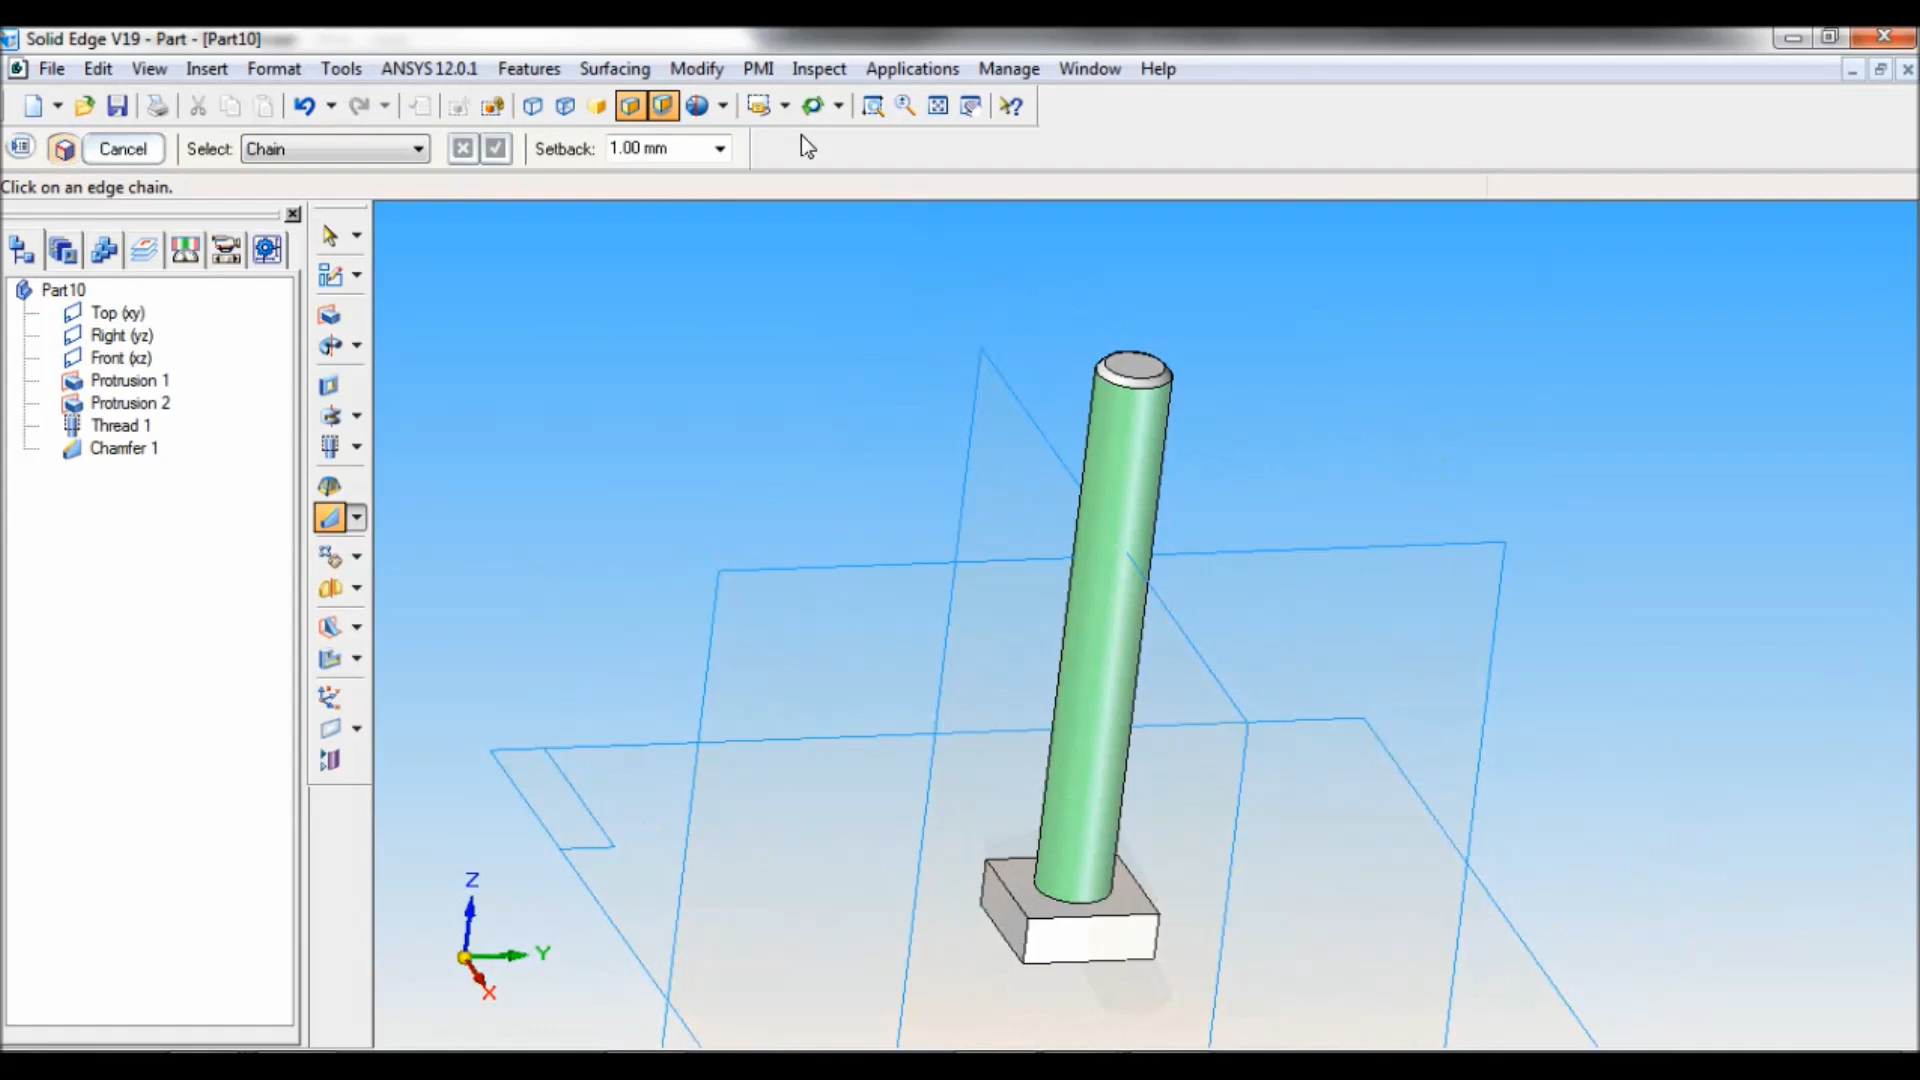 Solid Edge V19 - Part - [Part10]
File Edit View Insert Format Tools ANSYS 12.0.1 Features Surfacing Modify PMI Inspect Applications Manage Window Help
Cancel Select: Chain Setback: 1.00 mm
Click on an edge chain.
Part10
Top (xy)
Right (yz)
Front (xz)
Protrusion 1
Protrusion 2
Thread 1
Chamfer 1
Z
Y
X